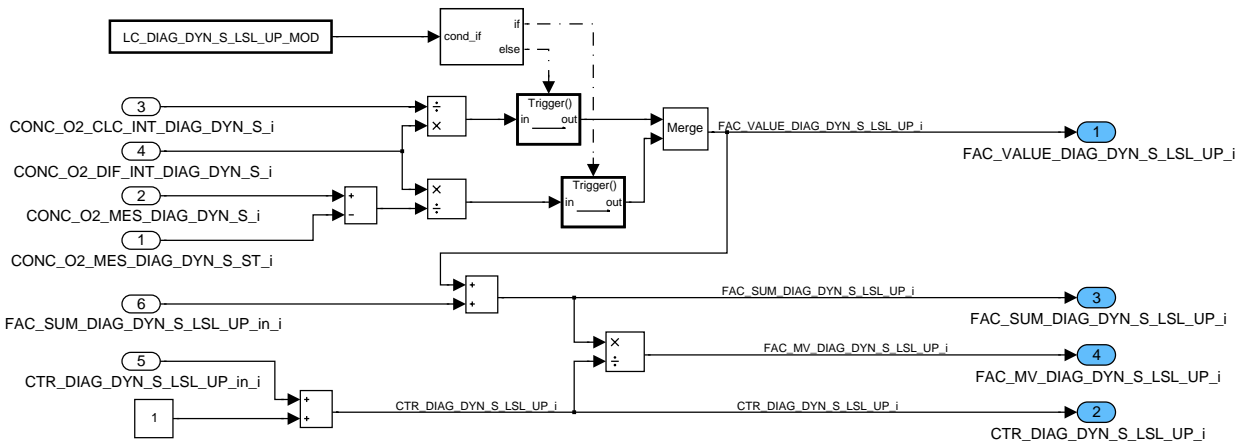 if
LC_DIAG_DYN_S_LSL_UP_MOD
cond_if
else
Trigger()
3
÷
in
out
CONC_O2_CLC_INT_DIAG_DYN_S_i
×
Merge
FAC_VALUE_DIAG_DYN_S_LSL_UP_i
1
FAC_VALUE_DIAG_DYN_S_LSL_UP_i
4
CONC_O2_DIF_INT_DIAG_DYN_S_i
×
Trigger()
2
+
÷
in
out
CONC_O2_MES_DIAG_DYN_S_i
−
1
CONC_O2_MES_DIAG_DYN_S_ST_i
+
FAC_SUM_DIAG_DYN_S_LSL_UP_i
3
6
+
FAC_SUM_DIAG_DYN_S_LSL_UP_i
FAC_SUM_DIAG_DYN_S_LSL_UP_in_i
×
FAC_MV_DIAG_DYN_S_LSL_UP_i
4
5
÷
FAC_MV_DIAG_DYN_S_LSL_UP_i
CTR_DIAG_DYN_S_LSL_UP_in_i
+
CTR_DIAG_DYN_S_LSL_UP_i
CTR_DIAG_DYN_S_LSL_UP_i
2
1
+
CTR_DIAG_DYN_S_LSL_UP_i